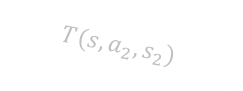 T(s, a₂, s₂)